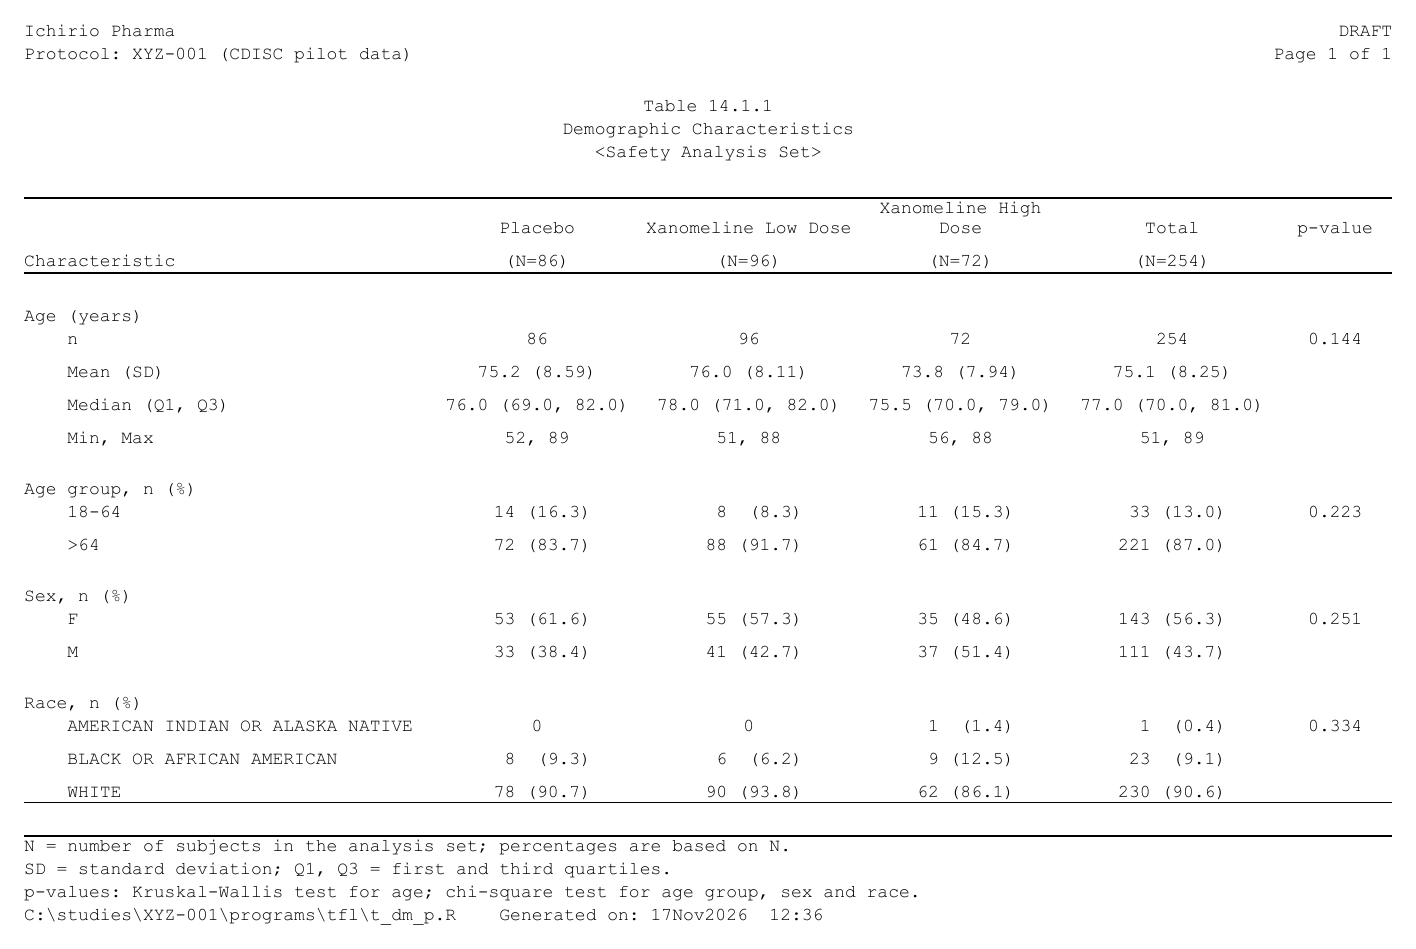 Ichirio Pharma DRAFT
Protocol: XYZ-001 (CDISC pilot data) Page 1 of 1
Table 14.1.1
Demographic Characteristics
<Safety Analysis Set>
Xanomeline High
Placebo Xanomeline Low Dose Dose Total p-value
Characteristic (N=86) (N=96) (N=72) (N=254)
Age (years)
n 86 96 72 254 0.144
Mean (SD) 75.2 (8.59) 76.0 (8.11) 73.8 (7.94) 75.1 (8.25)
Median (Q1, Q3) 76.0 (69.0, 82.0) 78.0 (71.0, 82.0) 75.5 (70.0, 79.0) 77.0 (70.0, 81.0)
Min, Max 52, 89 51, 88 56, 88 51, 89
Age group, n (%)
18-64 14 (16.3) 8 (8.3) 11 (15.3) 33 (13.0) 0.223
>64 72 (83.7) 88 (91.7) 61 (84.7) 221 (87.0)
Sex, n (%)
F 53 (61.6) 55 (57.3) 35 (48.6) 143 (56.3) 0.251
M 33 (38.4) 41 (42.7) 37 (51.4) 111 (43.7)
Race, n (%)
AMERICAN INDIAN OR ALASKA NATIVE 0 0 1 (1.4) 1 (0.4) 0.334
BLACK OR AFRICAN AMERICAN 8 (9.3) 6 (6.2) 9 (12.5) 23 (9.1)
WHITE 78 (90.7) 90 (93.8) 62 (86.1) 230 (90.6)
N = number of subjects in the analysis set; percentages are based on N.
SD = standard deviation; Q1, Q3 = first and third quartiles.
p-values: Kruskal-Wallis test for age; chi-square test for age group, sex and race.
C:\studies\XYZ-001\programs\tfl\t_dm_p.R Generated on: 17Nov2026 12:36